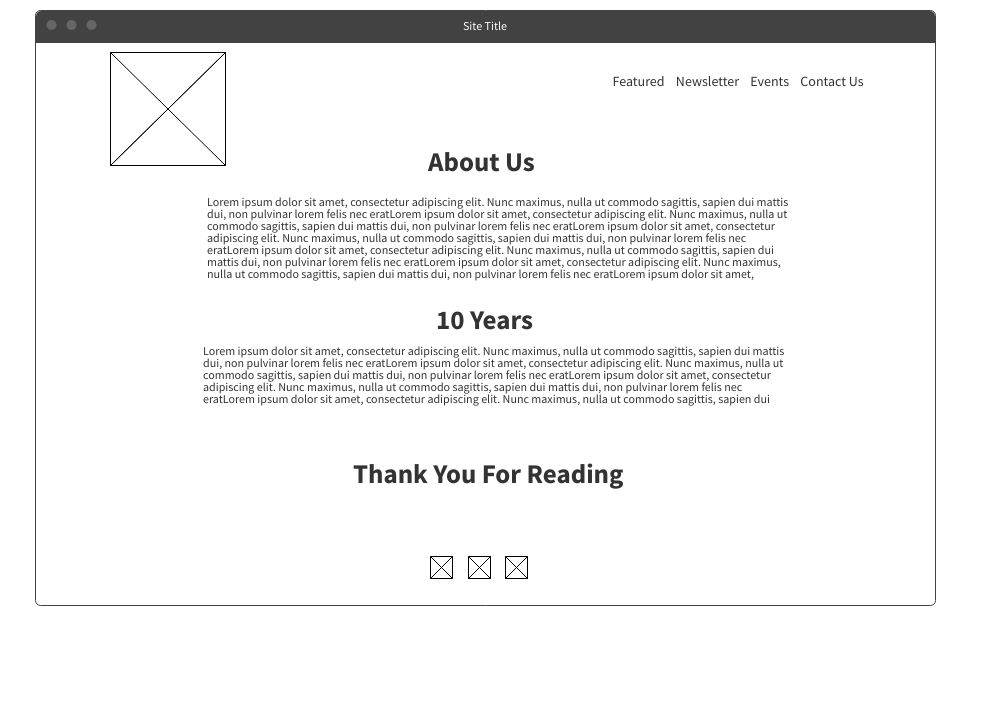 Site Title
Featured Newsletter Events Contact Us
About Us
Lorem ipsum dolor sit amet, consectetur adipiscing elit. Nunc maximus, nulla ut commodo sagittis, sapien dui mattis
dui, non pulvinar lorem felis nec eratLorem ipsum dolor sit amet, consectetur adipiscing elit. Nunc maximus, nulla ut
commodo sagittis, sapien dui mattis dui, non pulvinar lorem felis nec eratLorem ipsum dolor sit amet, consectetur
adipiscing elit. Nunc maximus, nulla ut commodo sagittis, sapien dui mattis dui, non pulvinar lorem felis nec
eratLorem ipsum dolor sit amet, consectetur adipiscing elit. Nunc maximus, nulla ut commodo sagittis, sapien dui
mattis dui, non pulvinar lorem felis nec eratLorem ipsum dolor sit amet, consectetur adipiscing elit. Nunc maximus,
nulla ut commodo sagittis, sapien dui mattis dui, non pulvinar lorem felis nec eratLorem ipsum dolor sit amet,
10 Years
Lorem ipsum dolor sit amet, consectetur adipiscing elit. Nunc maximus, nulla ut commodo sagittis, sapien dui mattis
dui, non pulvinar lorem felis nec eratLorem ipsum dolor sit amet, consectetur adipiscing elit. Nunc maximus, nulla ut
commodo sagittis, sapien dui mattis dui, non pulvinar lorem felis nec eratLorem ipsum dolor sit amet, consectetur
adipiscing elit. Nunc maximus, nulla ut commodo sagittis, sapien dui mattis dui, non pulvinar lorem felis nec
eratLorem ipsum dolor sit amet, consectetur adipiscing elit. Nunc maximus, nulla ut commodo sagittis, sapien dui
Thank You For Reading